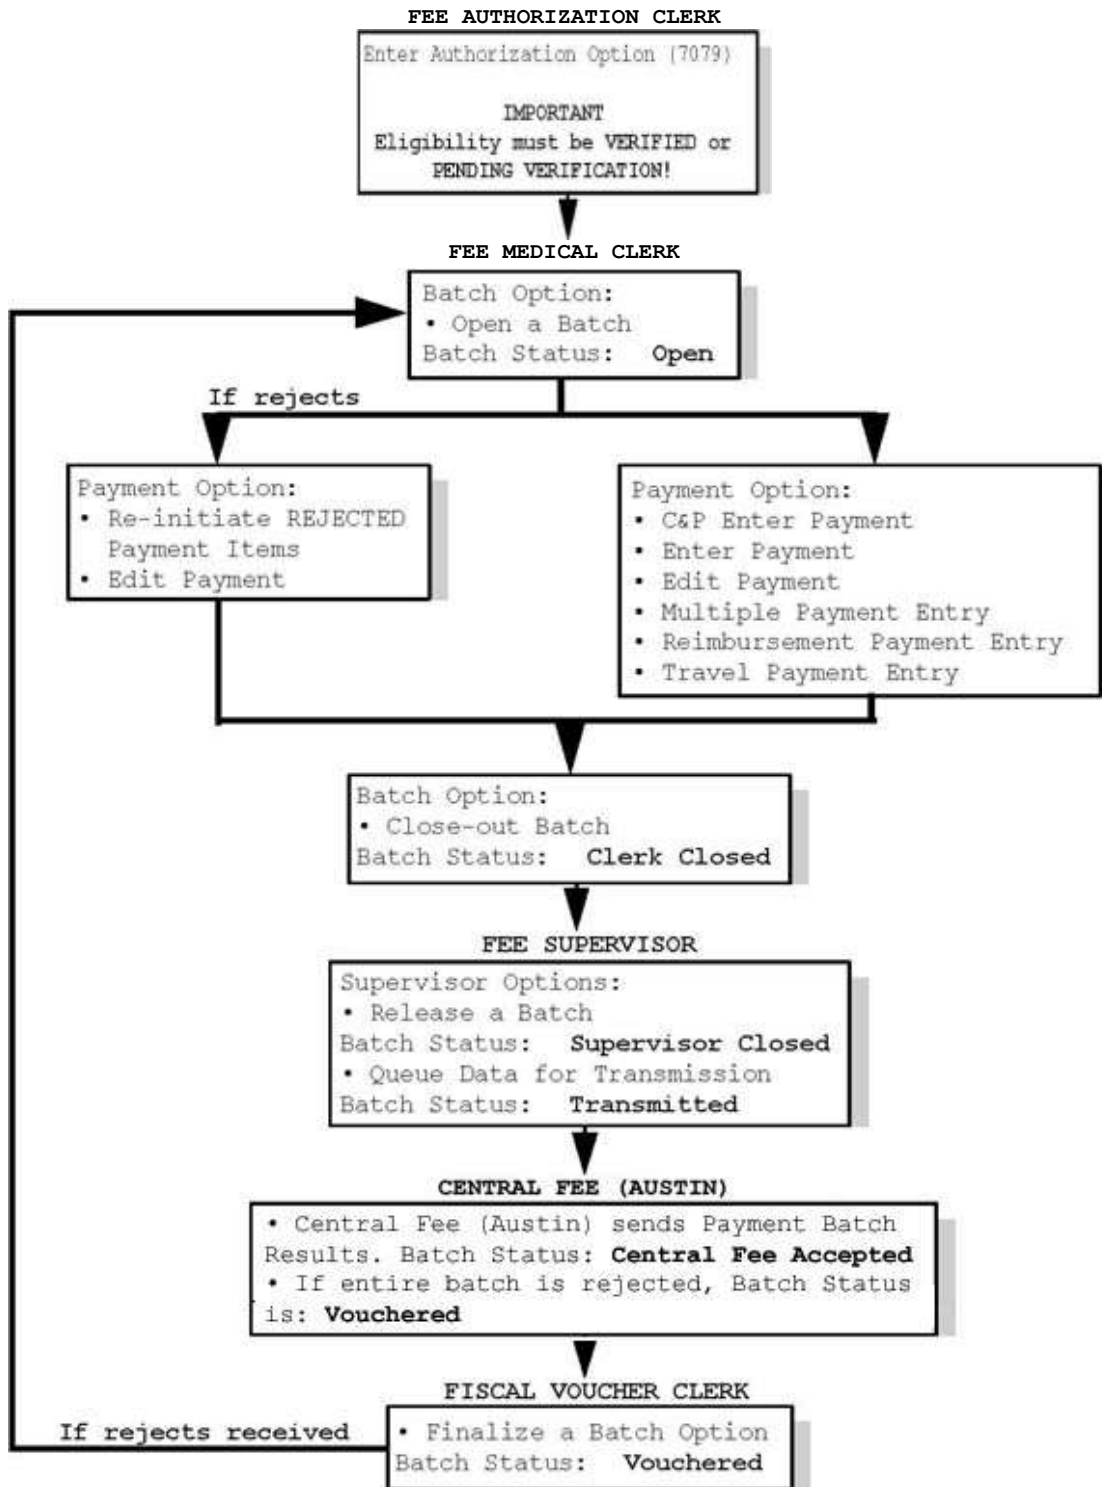 FEE AUTHORIZATION CLERK
Enter Authorization Option (7079)
IMPORTANT
Eligibility must be VERIFIED or
PENDING VERIFICATION!
FEE MEDICAL CLERK
Batch Option:
• Open a Batch
Batch Status: Open
If rejects
Payment Option:
• Re-initiate REJECTED
Payment Items
• Edit Payment
Payment Option:
• C&P Enter Payment
• Enter Payment
• Edit Payment
• Multiple Payment Entry
• Reimbursement Payment Entry
• Travel Payment Entry
Batch Option:
• Close-out Batch
Batch Status: Clerk Closed
FEE SUPERVISOR
Supervisor Options:
• Release a Batch
Batch Status: Supervisor Closed
• Queue Data for Transmission
Batch Status: Transmitted
CENTRAL FEE (AUSTIN)
• Central Fee (Austin) sends Payment Batch
Results. Batch Status: Central Fee Accepted
• If entire batch is rejected, Batch Status
is: Vouchered
FISCAL VOUCHER CLERK
If rejects received
• Finalize a Batch Option
Batch Status: Vouchered